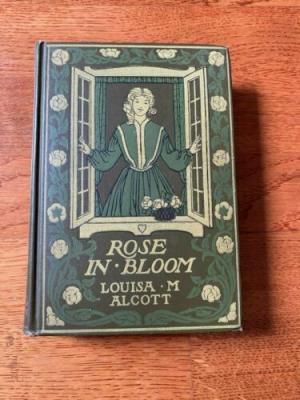 ROSE
IN · BLOOM
LOUISA · M
ALCOTT